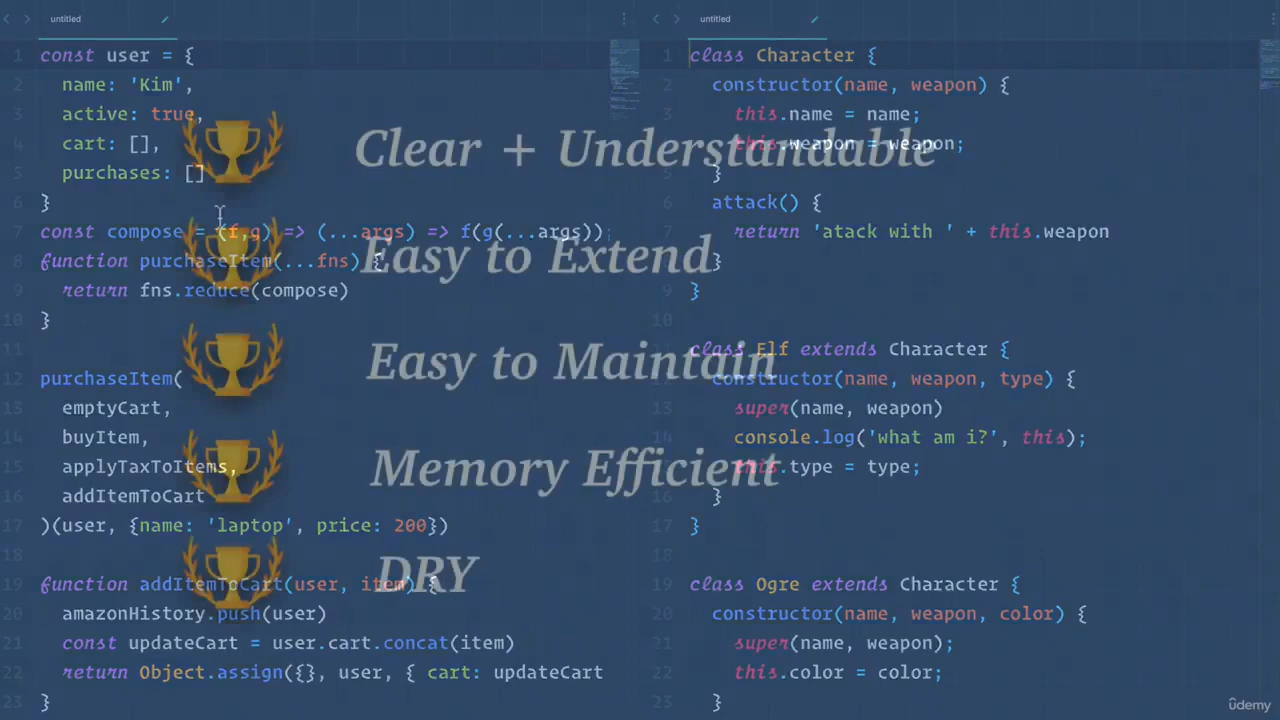 untitled
1 const user = {
2 name: 'Kim',
3 active: true,
4 cart: [],
5 purchases: []
6 }
7 const compose = (f,g) => (...args) => f(g(...args));
8 function purchaseItem(...fns) {
9 return fns.reduce(compose)
10 }
11
12 purchaseItem(
13 emptyCart,
14 buyItem,
15 applyTaxToItems,
16 addItemToCart
17 )(user, {name: 'laptop', price: 200})
18
19 function addItemToCart(user, item) {
20 amazonHistory.push(user)
21 const updateCart = user.cart.concat(item)
22 return Object.assign({}, user, { cart: updateCart
23 }
untitled
1 class Character {
2 constructor(name, weapon) {
3 this.name = name;
4 this.weapon = weapon;
5 }
6 attack() {
7 return 'atack with ' + this.weapon
8 }
9 }
10
11 class Elf extends Character {
12 constructor(name, weapon, type) {
13 super(name, weapon)
14 console.log('what am i?', this);
15 this.type = type;
16 }
17 }
18
19 class Ogre extends Character {
20 constructor(name, weapon, color) {
21 super(name, weapon);
22 this.color = color;
23 }
Clear + Understandable
Easy to Extend
Easy to Maintain
Memory Efficient
DRY
ûdemy